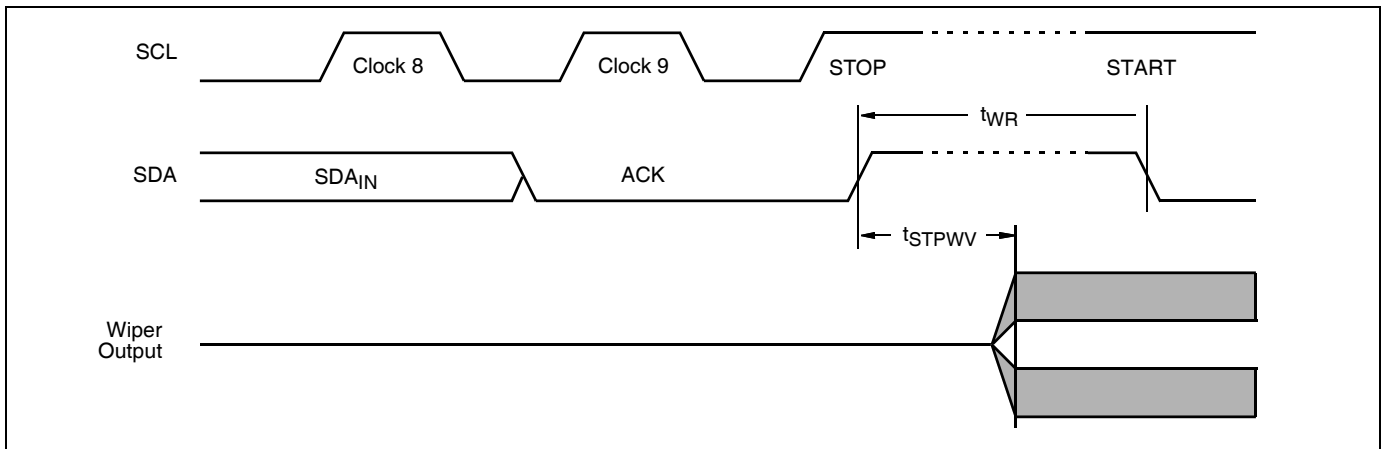 SCL
Clock 8
Clock 9
STOP
START
tWR
SDA
SDAIN
ACK
tSTPWV
Wiper
Output